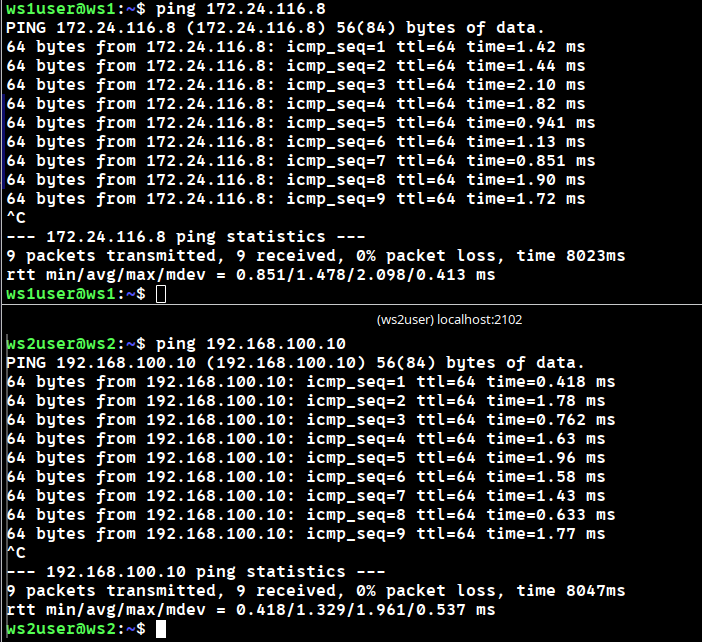 ws1user@ws1:~$ ping 172.24.116.8
PING 172.24.116.8 (172.24.116.8) 56(84) bytes of data.
64 bytes from 172.24.116.8: icmp_seq=1 ttl=64 time=1.42 ms
64 bytes from 172.24.116.8: icmp_seq=2 ttl=64 time=1.44 ms
64 bytes from 172.24.116.8: icmp_seq=3 ttl=64 time=2.10 ms
64 bytes from 172.24.116.8: icmp_seq=4 ttl=64 time=1.82 ms
64 bytes from 172.24.116.8: icmp_seq=5 ttl=64 time=0.941 ms
64 bytes from 172.24.116.8: icmp_seq=6 ttl=64 time=1.13 ms
64 bytes from 172.24.116.8: icmp_seq=7 ttl=64 time=0.851 ms
64 bytes from 172.24.116.8: icmp_seq=8 ttl=64 time=1.90 ms
64 bytes from 172.24.116.8: icmp_seq=9 ttl=64 time=1.72 ms
^C
--- 172.24.116.8 ping statistics ---
9 packets transmitted, 9 received, 0% packet loss, time 8023ms
rtt min/avg/max/mdev = 0.851/1.478/2.098/0.413 ms
ws1user@ws1:~$
(ws2user) localhost:2102
ws2user@ws2:~$ ping 192.168.100.10
PING 192.168.100.10 (192.168.100.10) 56(84) bytes of data.
64 bytes from 192.168.100.10: icmp_seq=1 ttl=64 time=0.418 ms
64 bytes from 192.168.100.10: icmp_seq=2 ttl=64 time=1.78 ms
64 bytes from 192.168.100.10: icmp_seq=3 ttl=64 time=0.762 ms
64 bytes from 192.168.100.10: icmp_seq=4 ttl=64 time=1.63 ms
64 bytes from 192.168.100.10: icmp_seq=5 ttl=64 time=1.96 ms
64 bytes from 192.168.100.10: icmp_seq=6 ttl=64 time=1.58 ms
64 bytes from 192.168.100.10: icmp_seq=7 ttl=64 time=1.43 ms
64 bytes from 192.168.100.10: icmp_seq=8 ttl=64 time=0.633 ms
64 bytes from 192.168.100.10: icmp_seq=9 ttl=64 time=1.77 ms
^C
--- 192.168.100.10 ping statistics ---
9 packets transmitted, 9 received, 0% packet loss, time 8047ms
rtt min/avg/max/mdev = 0.418/1.329/1.961/0.537 ms
ws2user@ws2:~$